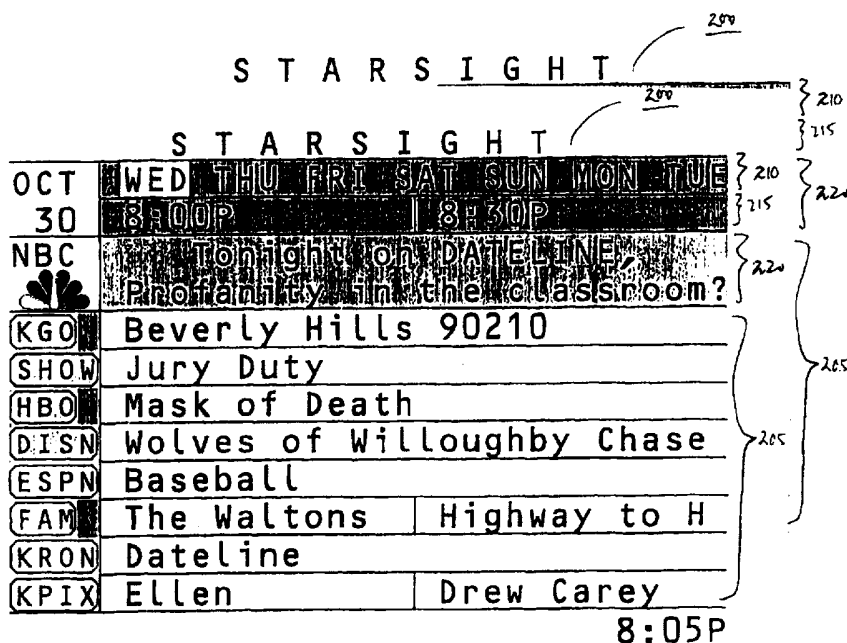 200
STARSIGHT
210
200
215
STARSIGHT
OCT 30 WED THU FRI SAT SUN MON TUE 210
8:00P 8:30P 215 220
NBC Tonight on DATELINE,
Profanity in the classroom? 220
KGO Beverly Hills 90210
SHOW Jury Duty 205
HBO Mask of Death
DISN Wolves of Willoughby Chase 205
ESPN Baseball
FAM The Waltons Highway to H
KRON Dateline
KPIX Ellen Drew Carey
8:05P